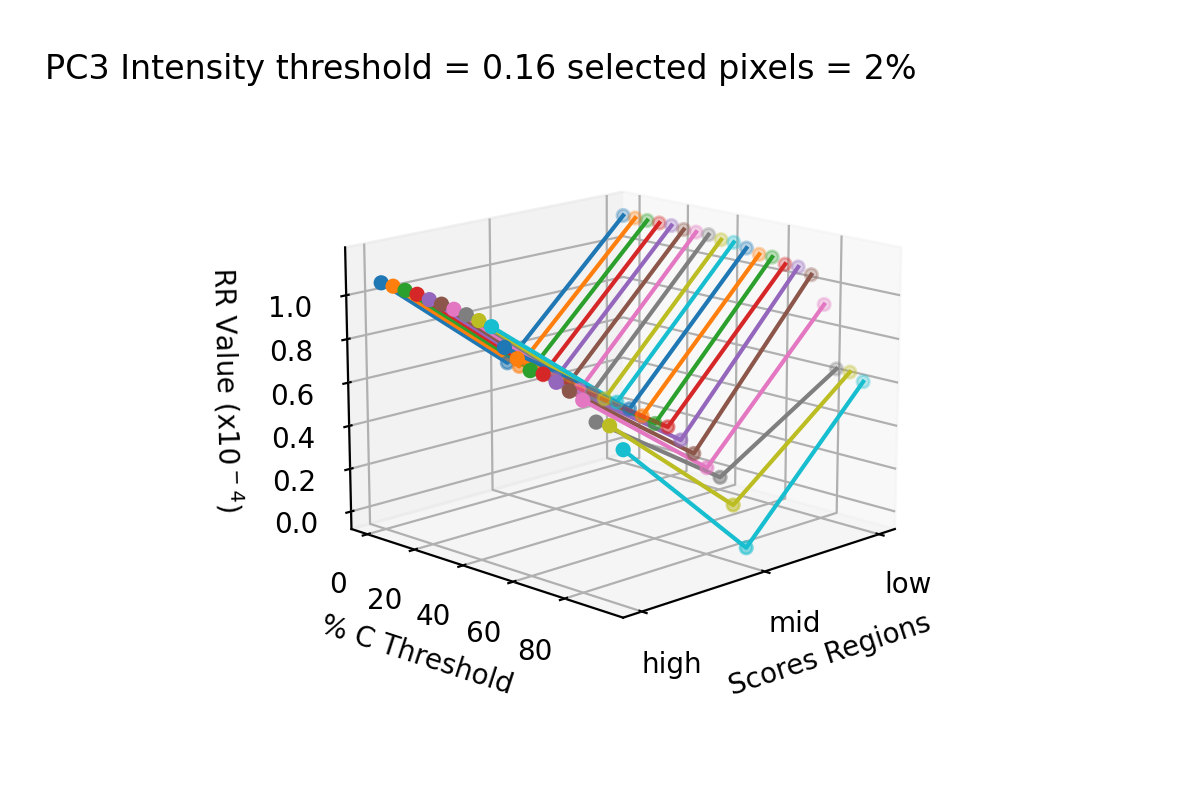 PC3 Intensity threshold = 0.16 selected pixels = 2%
RR Value (x10⁻⁴)
1.0
0.8
0.6
0.4
0.2
0.0
0
20
40
60
80
% C Threshold
high
mid
low
Scores Regions